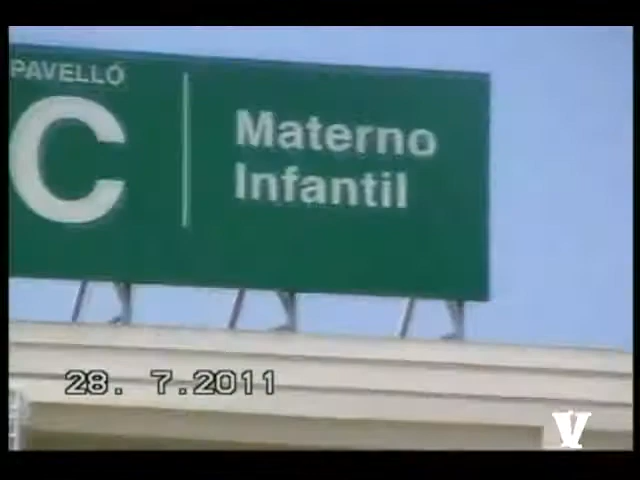 PAVELLÓ
C
Materno
Infantil
28. 7.2011
V